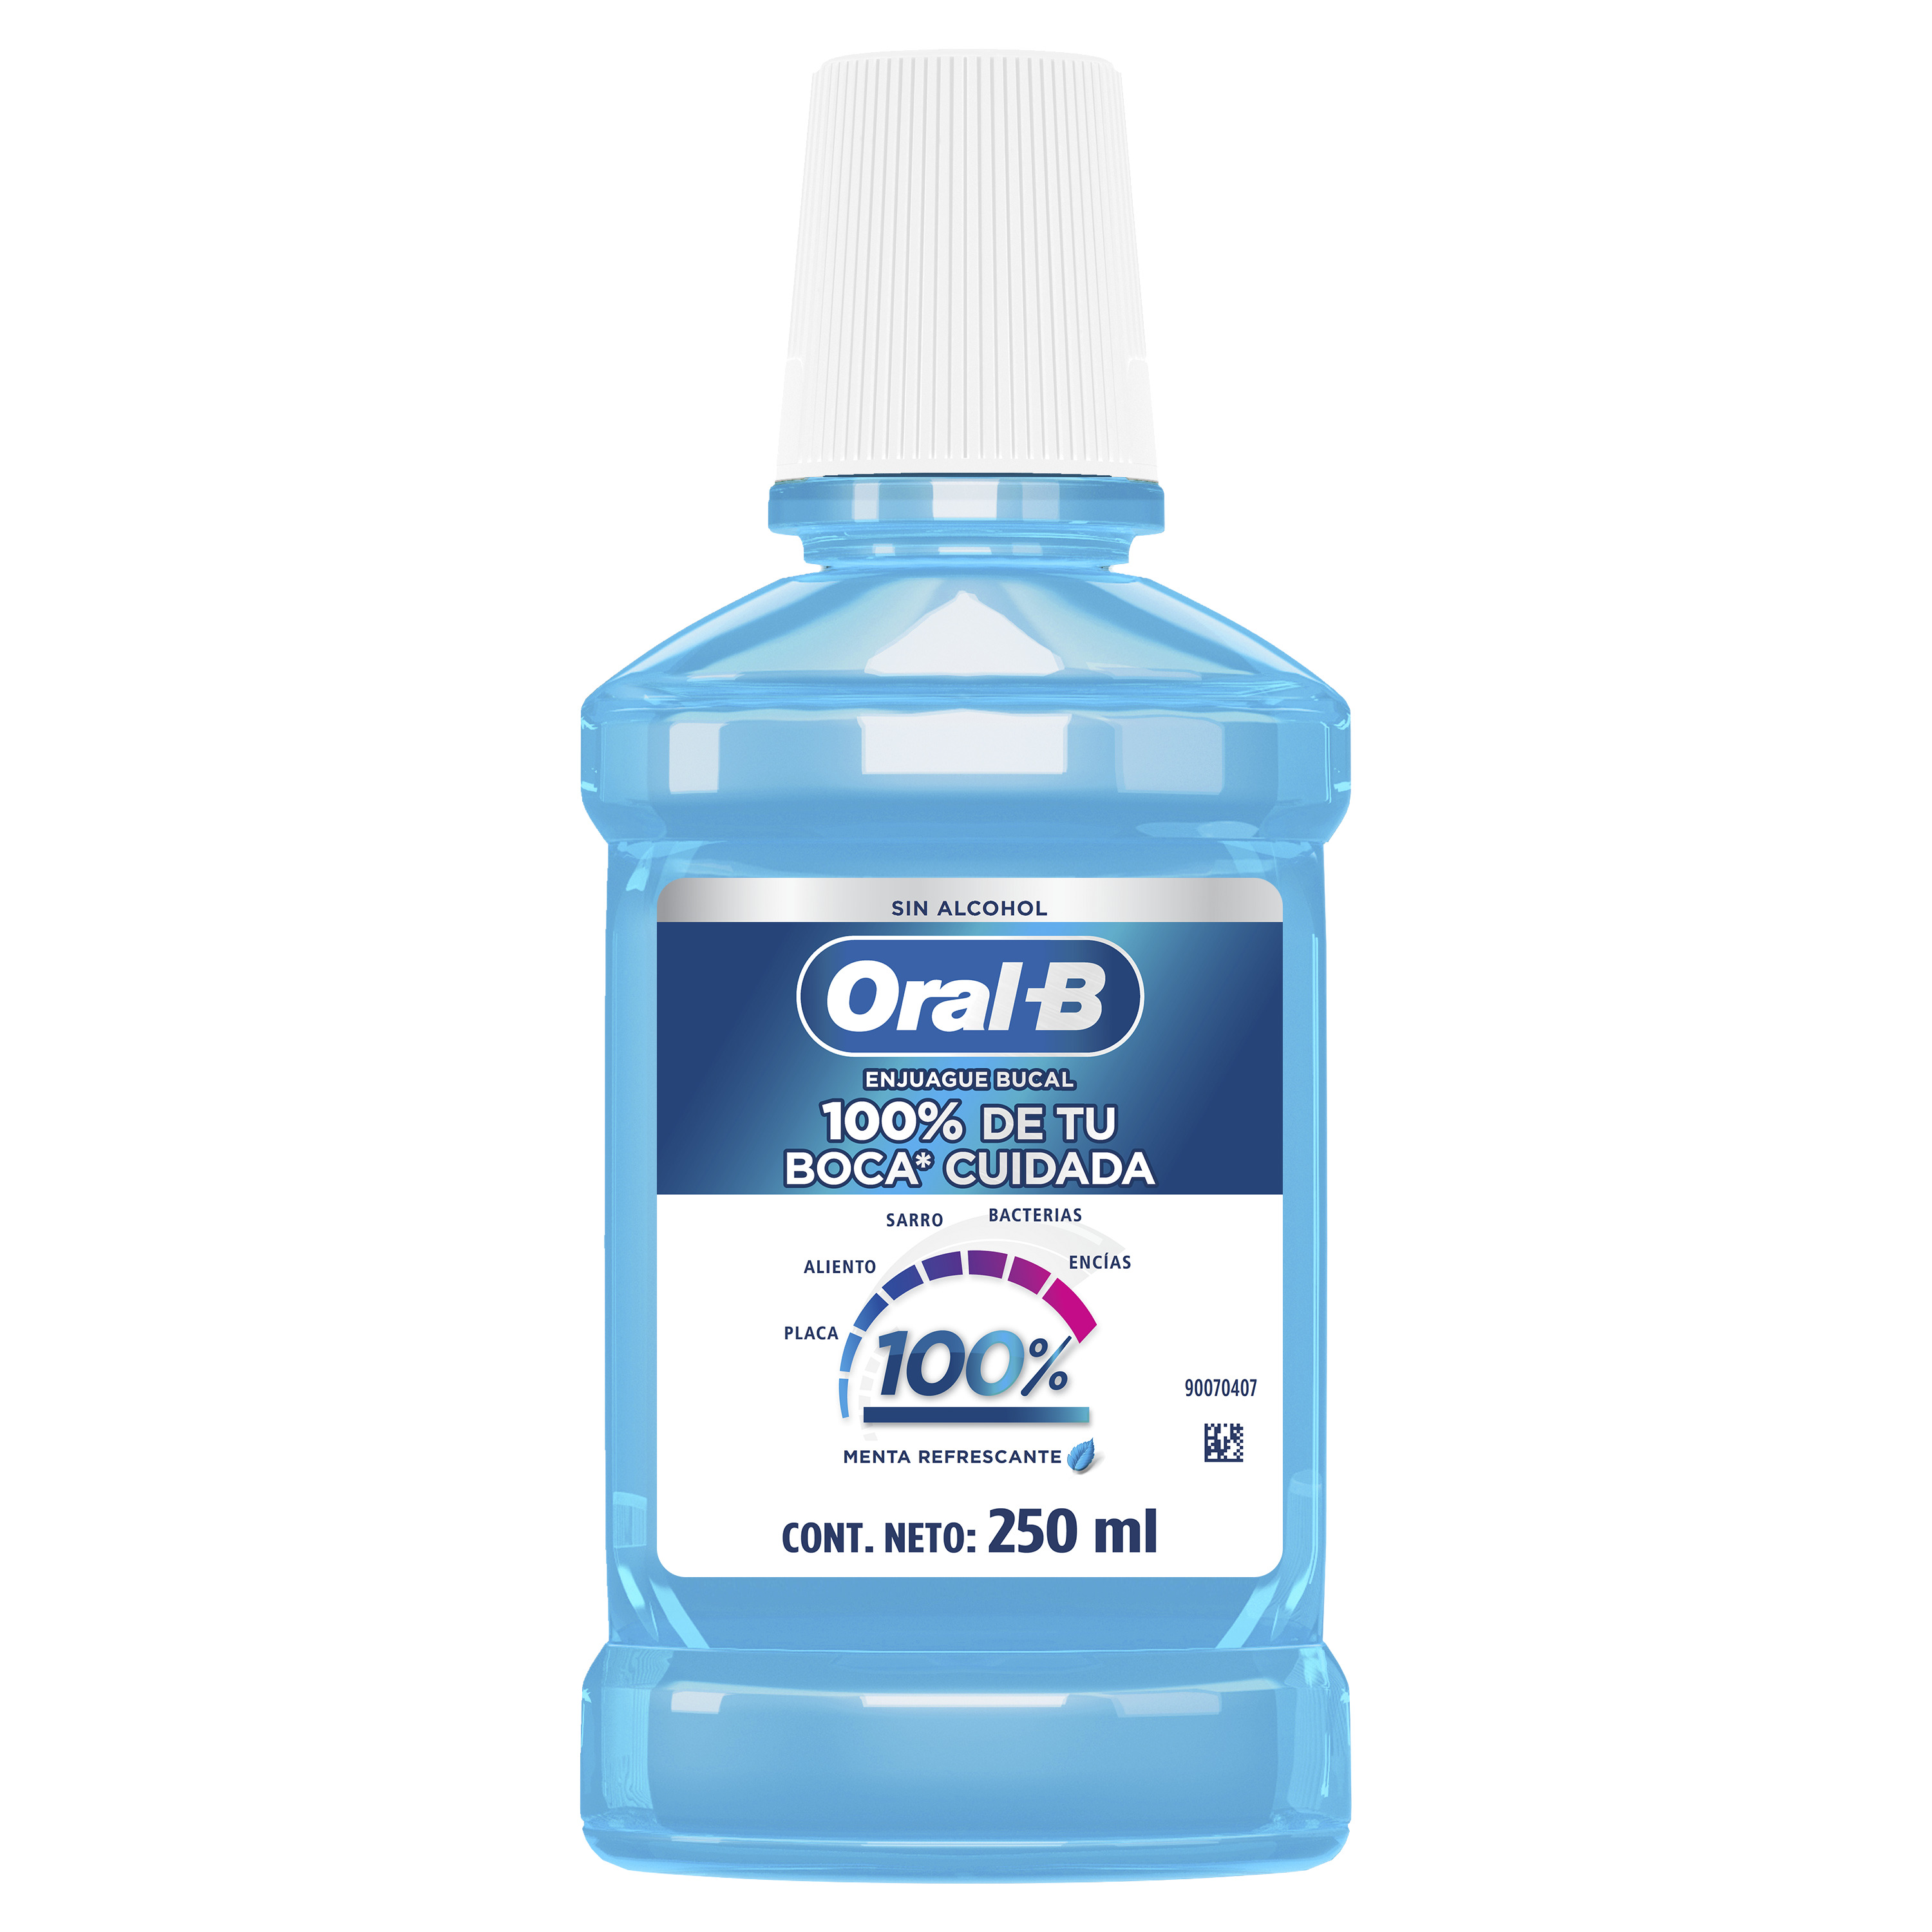 SIN ALCOHOL
Oral-B
ENJUAGUE BUCAL
100% DE TU
BOCA* CUIDADA
SARRO BACTERIAS
ALIENTO ENCÍAS
PLACA
100%
90070407
MENTA REFRESCANTE
CONT. NETO: 250 ml